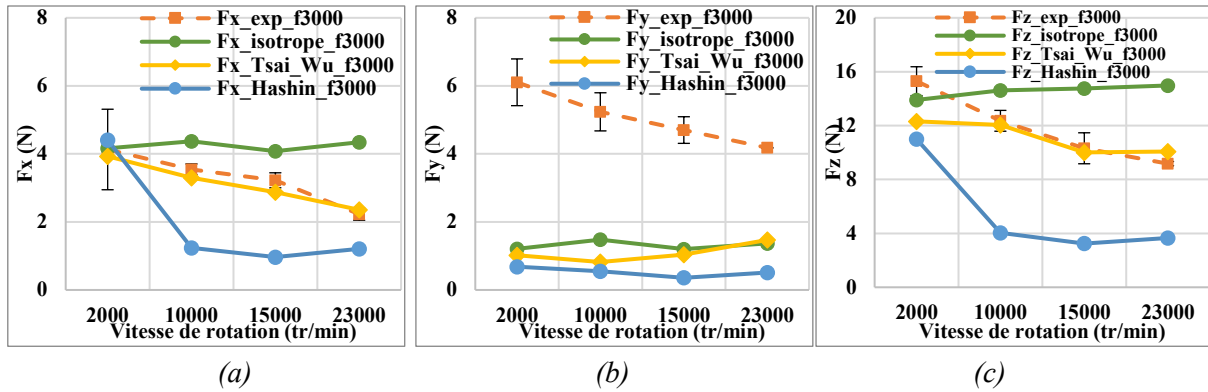 8
6
4
2
0
Fx (N)
Fx_exp_f3000
Fx_isotrope_f3000
Fx_Tsai_Wu_f3000
Fx_Hashin_f3000
2000 10000 15000 23000
Vitesse de rotation (tr/min)
(a)
8
6
4
2
0
Fy (N)
Fy_exp_f3000
Fy_isotrope_f3000
Fy_Tsai_Wu_f3000
Fy_Hashin_f3000
2000 10000 15000 23000
Vitesse de rotation (tr/min)
(b)
20
16
12
8
4
0
Fz (N)
Fz_exp_f3000
Fz_isotrope_f3000
Fz_Tsai_Wu_f3000
Fz_Hashin_f3000
2000 10000 15000 23000
Vitesse de rotation (tr/min)
(c)